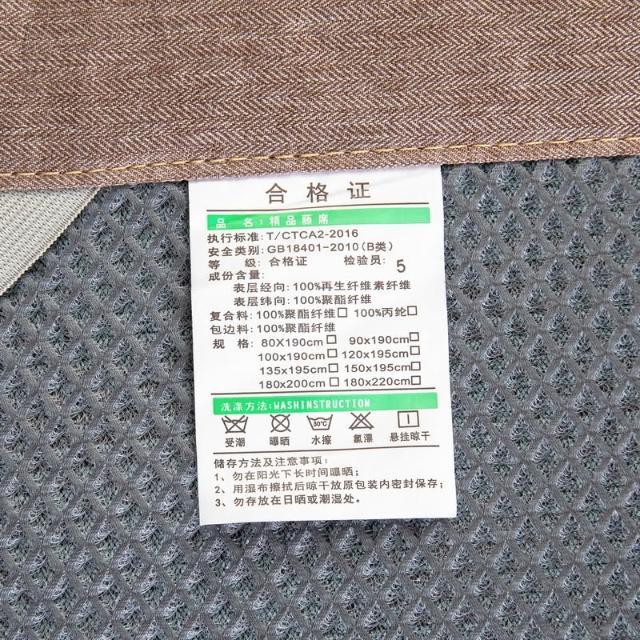 合格证
品 名: 精品藤席
执行标准: T/CTCA2-2016
安全类别: GB18401-2010(B类)
等 级: 合格证 检验员: 5
成份含量:
表层经向: 100%再生纤维素纤维
表层纬向: 100%聚酯纤维
复合料: 100%聚酯纤维□ 100%丙纶□
包边料: 100%聚酯纤维
规 格: 80X190cm□ 90x190cm□
100x190cm□ 120x195cm□
135x195cm□ 150x195cm□
180x200cm□ 180x220cm□
洗涤方法:WASHINSTRUCTION
30°C
受潮 曝晒 水擦 氯漂 悬挂晾干
储存方法及注意事项:
1、勿在阳光下长时间曝晒;
2、用湿布擦拭后晾干放原包装内密封保存;
3、勿存放在日晒或潮湿处。